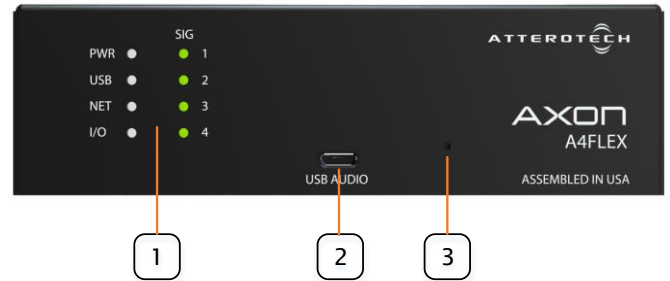 SIG
PWR 1
USB 2
NET 3
I/O 4
ATTEROTECH
AXON
A4FLEX
USB AUDIO
ASSEMBLED IN USA
1
2
3